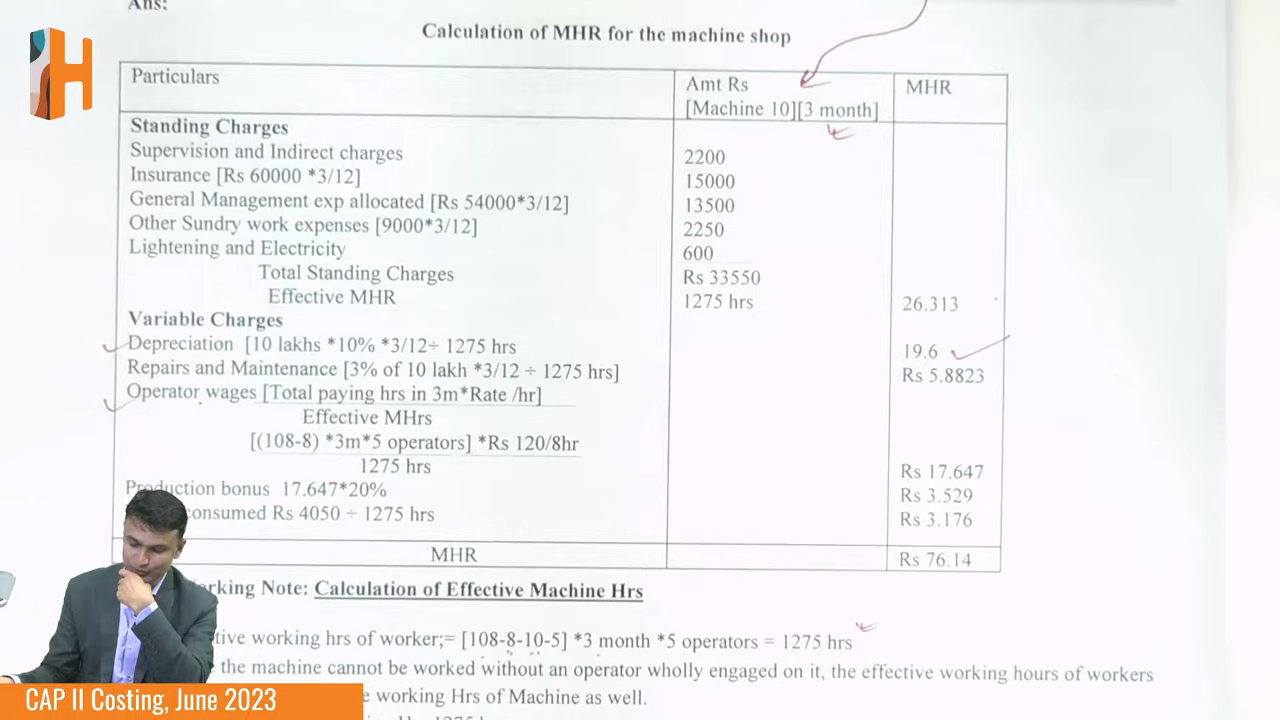 Ans:
Calculation of MHR for the machine shop
Particulars
Amt Rs
[Machine 10][3 month]
MHR
Standing Charges
Supervision and Indirect charges 2200
Insurance [Rs 60000 *3/12] 15000
General Management exp allocated [Rs 54000*3/12] 13500
Other Sundry work expenses [9000*3/12] 2250
Lightening and Electricity 600
Total Standing Charges Rs 33550
Effective MHR 1275 hrs 26.313
Variable Charges
Depreciation [10 lakhs *10% *3/12÷ 1275 hrs 19.6
Repairs and Maintenance [3% of 10 lakh *3/12 ÷ 1275 hrs] Rs 5.8823
Operator wages [Total paying hrs in 3m*Rate /hr]
Effective MHrs
[(108-8) *3m*5 operators] *Rs 120/8hr
1275 hrs Rs 17.647
Production bonus 17.647*20% Rs 3.529
consumed Rs 4050 ÷ 1275 hrs Rs 3.176
MHR Rs 76.14
Note: Calculation of Effective Machine Hrs
working hrs of worker;= [108-8-10-5] *3 month *5 operators = 1275 hrs
the machine cannot be worked without an operator wholly engaged on it, the effective working hours of workers
working Hrs of Machine as well.
H
CAP II Costing, June 2023